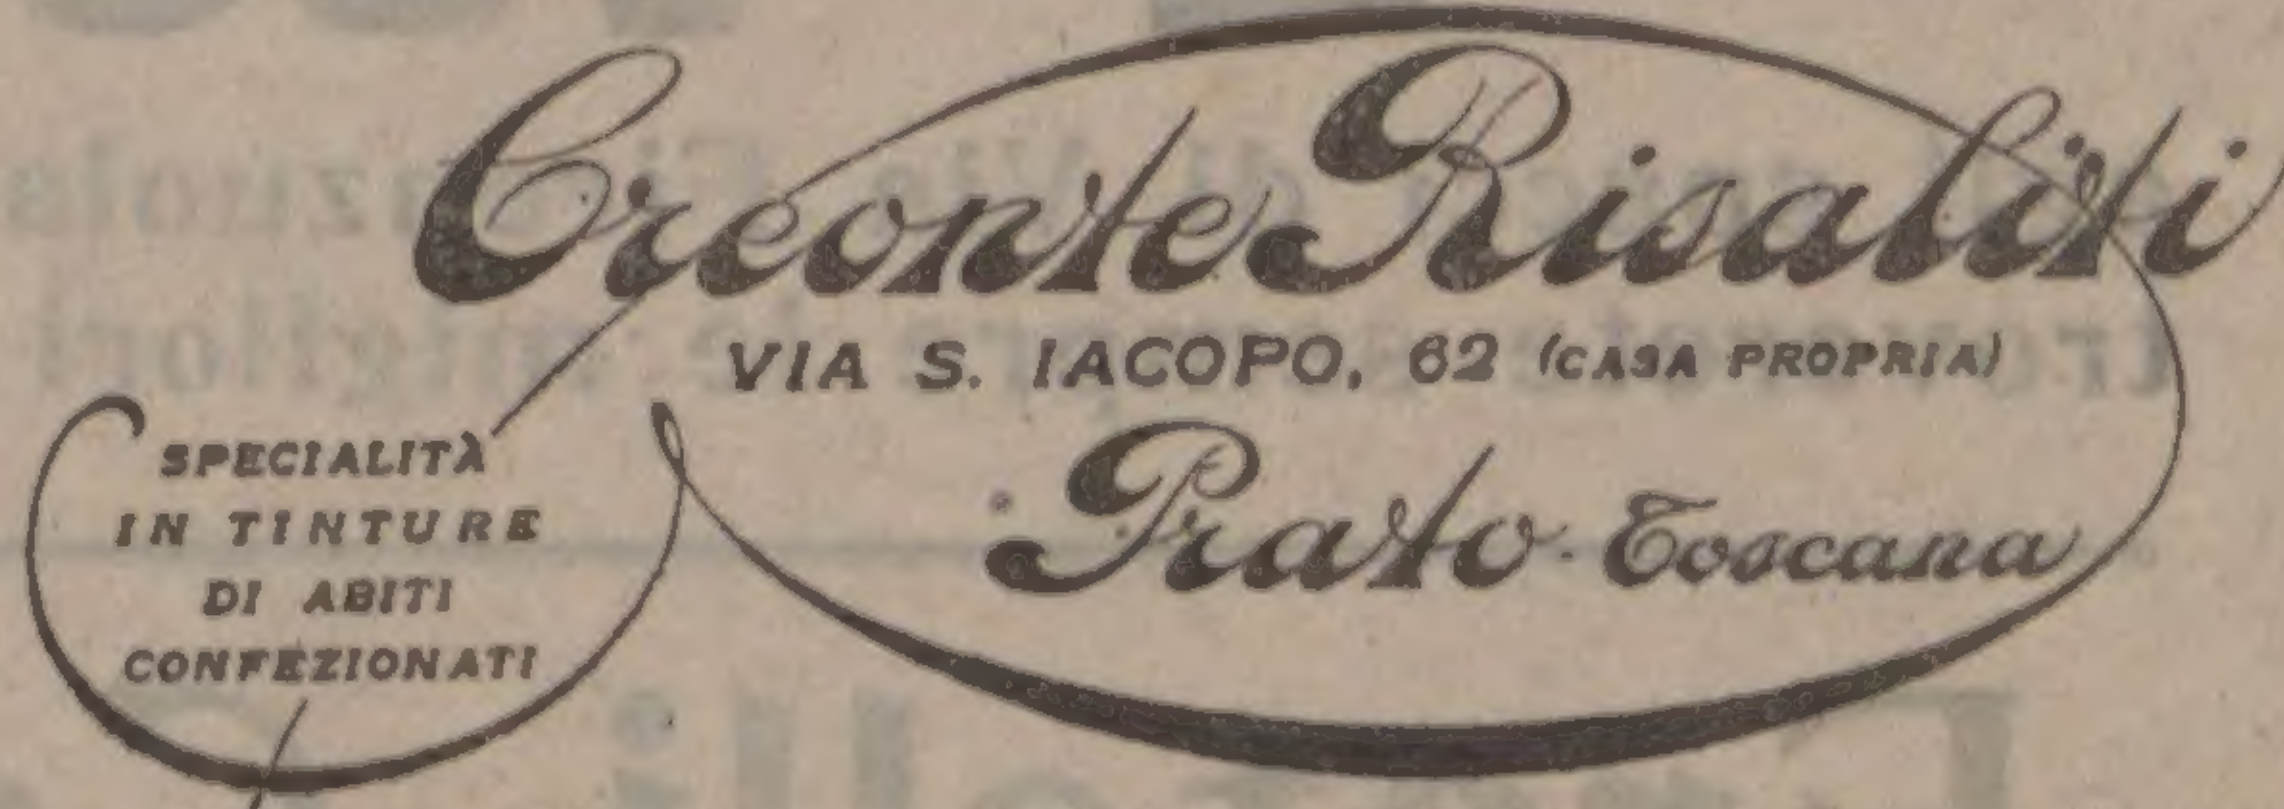 Creonte Risaliti
VIA S. IACOPO, 62 (CASA PROPRIA)
Prato - Toscana
SPECIALITÀ
IN TINTURE
DI ABITI
CONFEZIONATI